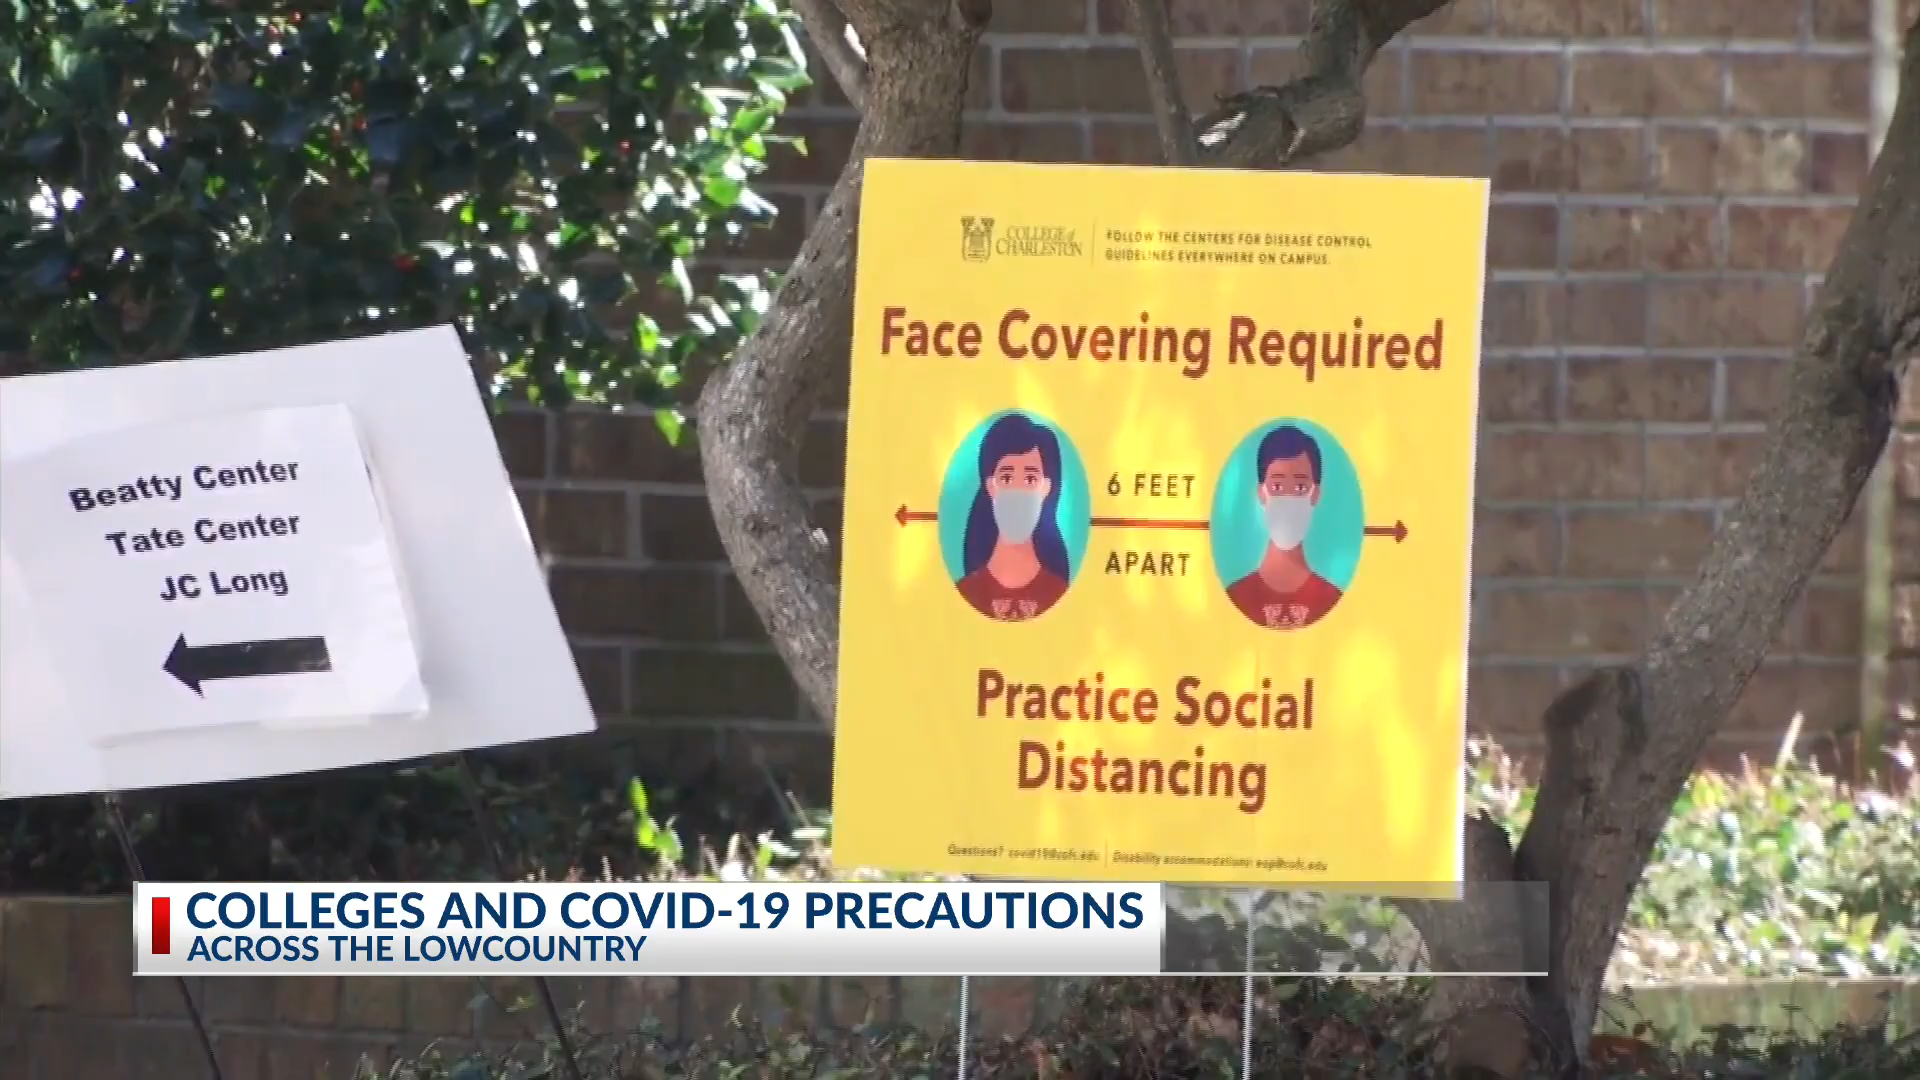 Beatty Center
Tate Center
JC Long
COLLEGE of
CHARLESTON
FOLLOW THE CENTERS FOR DISEASE CONTROL
GUIDELINES EVERYWHERE ON CAMPUS.
Face Covering Required
6 FEET
APART
Practice Social
Distancing
Questions? covid19@cofc.edu | Disability accommodations: eop@cofc.edu
COLLEGES AND COVID-19 PRECAUTIONS
ACROSS THE LOWCOUNTRY